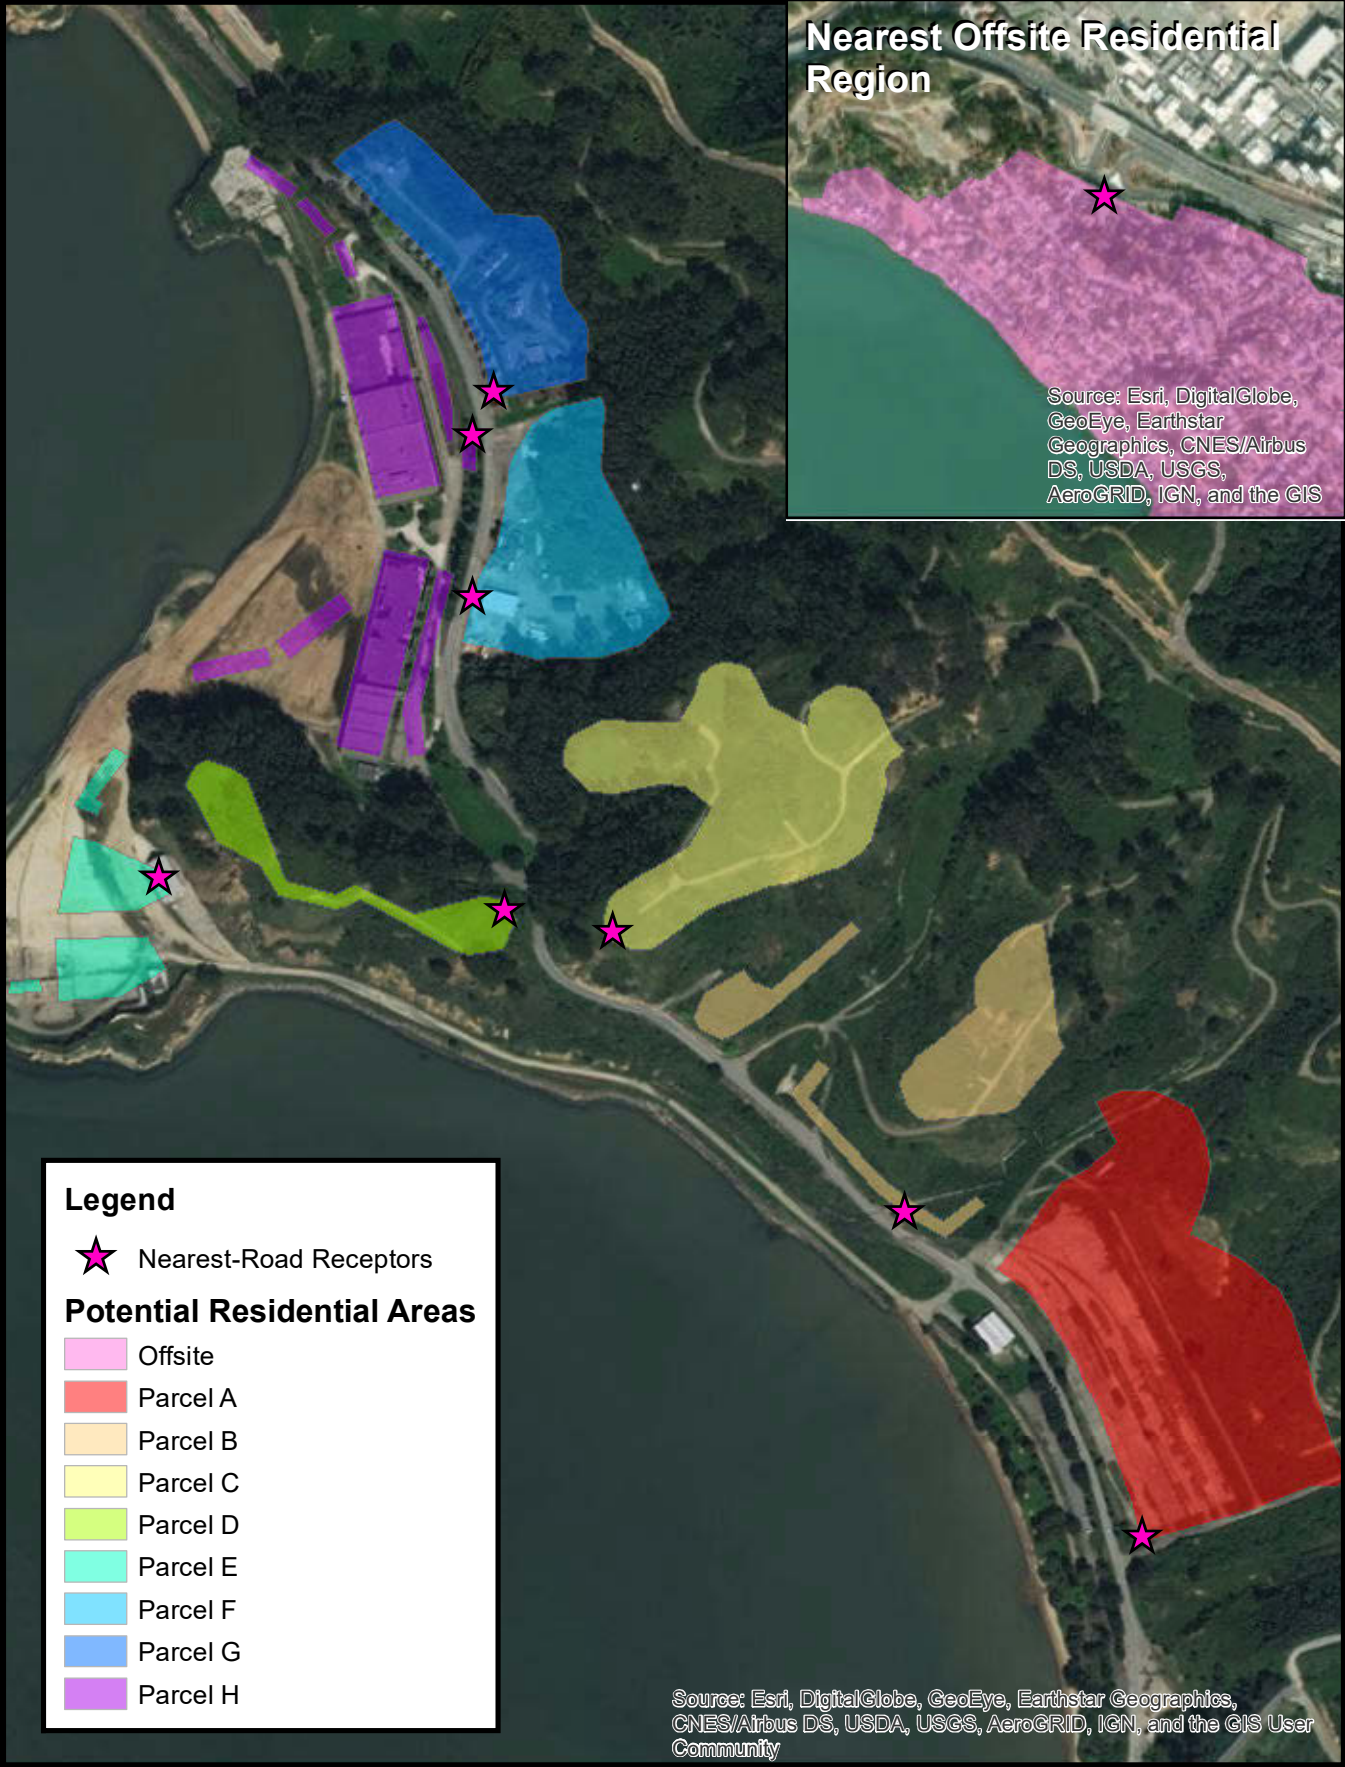 Nearest Offsite Residential
Region
Source: Esri, DigitalGlobe,
GeoEye, Earthstar
Geographics, CNES/Airbus
DS, USDA, USGS,
AeroGRID, IGN, and the GIS
Legend
Nearest-Road Receptors
Potential Residential Areas
Offsite
Parcel A
Parcel B
Parcel C
Parcel D
Parcel E
Parcel F
Parcel G
Parcel H
Source: Esri, DigitalGlobe, GeoEye, Earthstar Geographics,
CNES/Airbus DS, USDA, USGS, AeroGRID, IGN, and the GIS User
Community